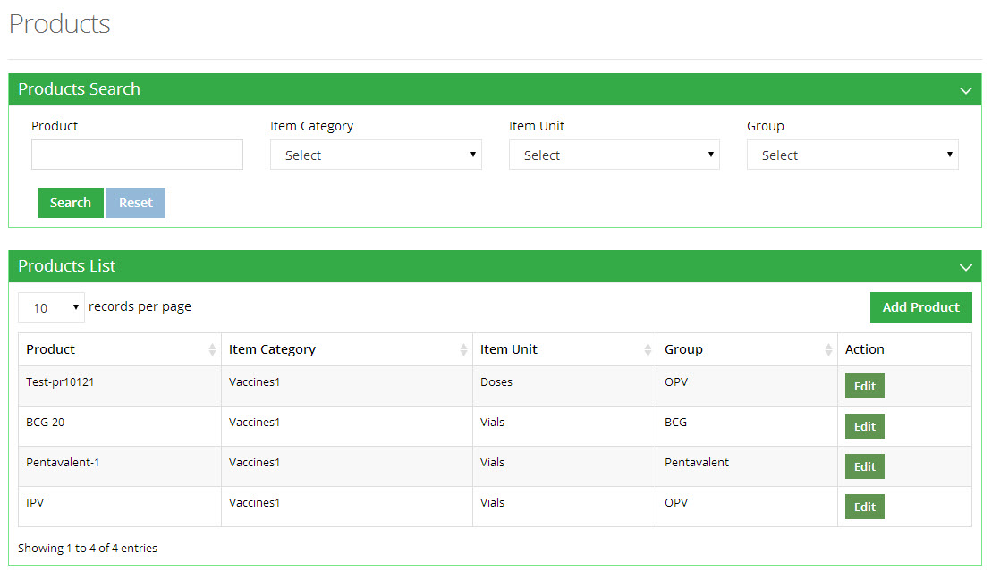 Products
Products Search
Product Item Category Item Unit Group
Select Select Select
Search Reset
Products List
10 records per page Add Product
Product Item Category Item Unit Group Action
Test-pr10121 Vaccines1 Doses OPV Edit
BCG-20 Vaccines1 Vials BCG Edit
Pentavalent-1 Vaccines1 Vials Pentavalent Edit
IPV Vaccines1 Vials OPV Edit
Showing 1 to 4 of 4 entries